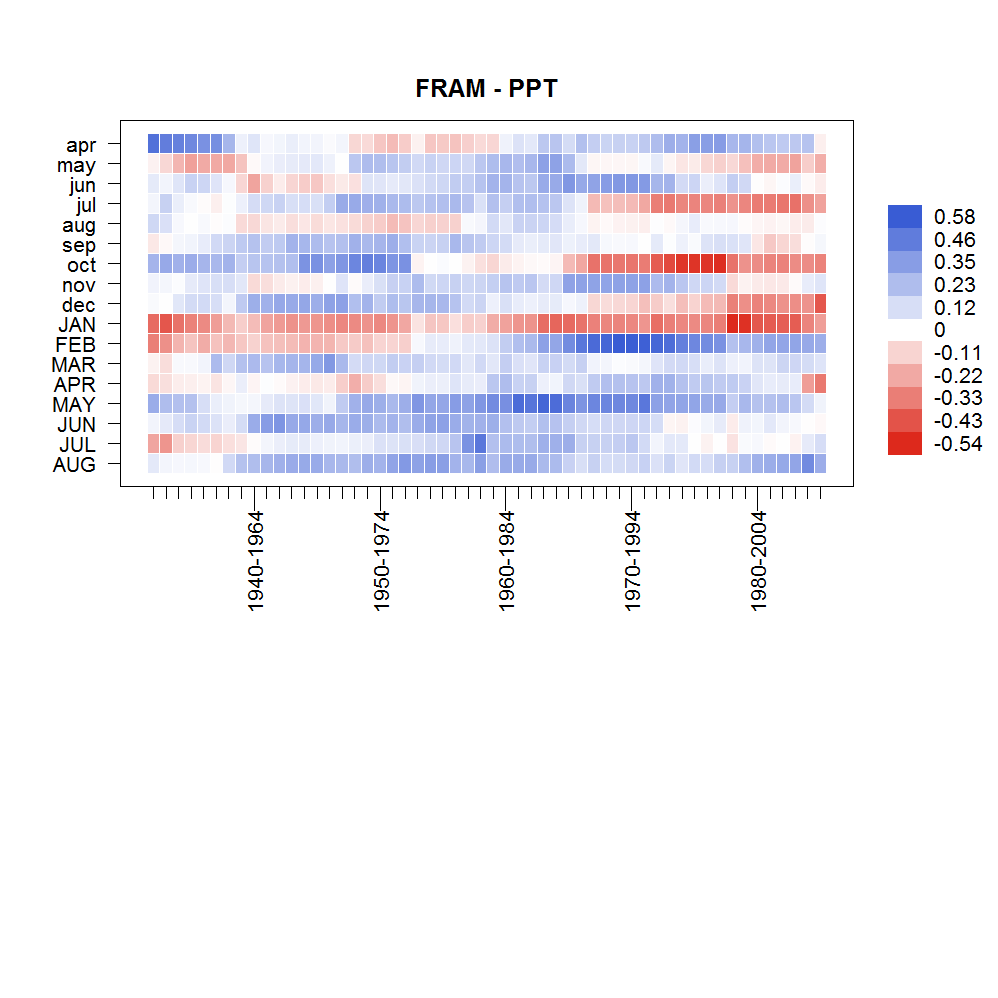 FRAM - PPT
apr
may
jun
jul
aug
sep
oct
nov
dec
JAN
FEB
MAR
APR
MAY
JUN
JUL
AUG
1940-1964
1950-1974
1960-1984
1970-1994
1980-2004
0.58
0.46
0.35
0.23
0.12
0
-0.11
-0.22
-0.33
-0.43
-0.54